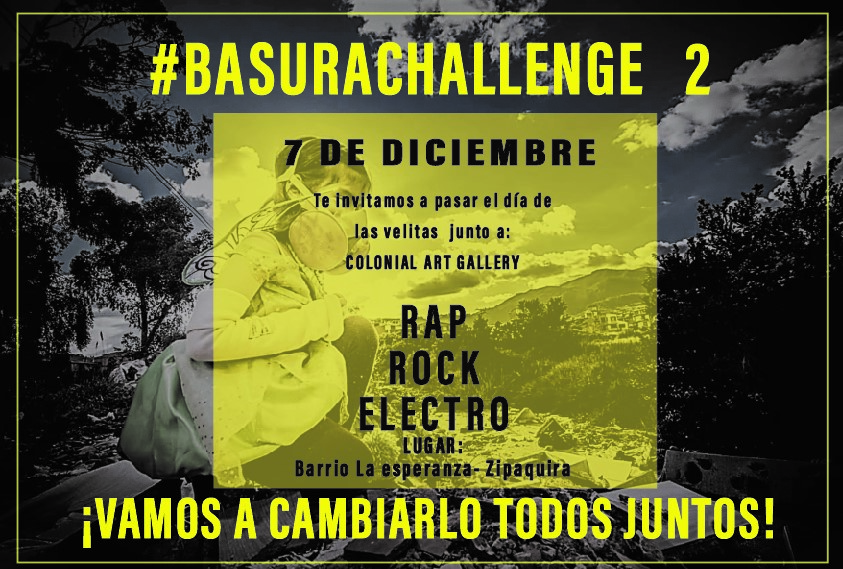 #BASURACHALLENGE 2
7 DE DICIEMBRE
Te invitamos a pasar el día de
las velitas junto a:
COLONIAL ART GALLERY
RAP
ROCK
ELECTRO
LUGAR:
Barrio La esperanza- Zipaquira
¡VAMOS A CAMBIARLO TODOS JUNTOS!